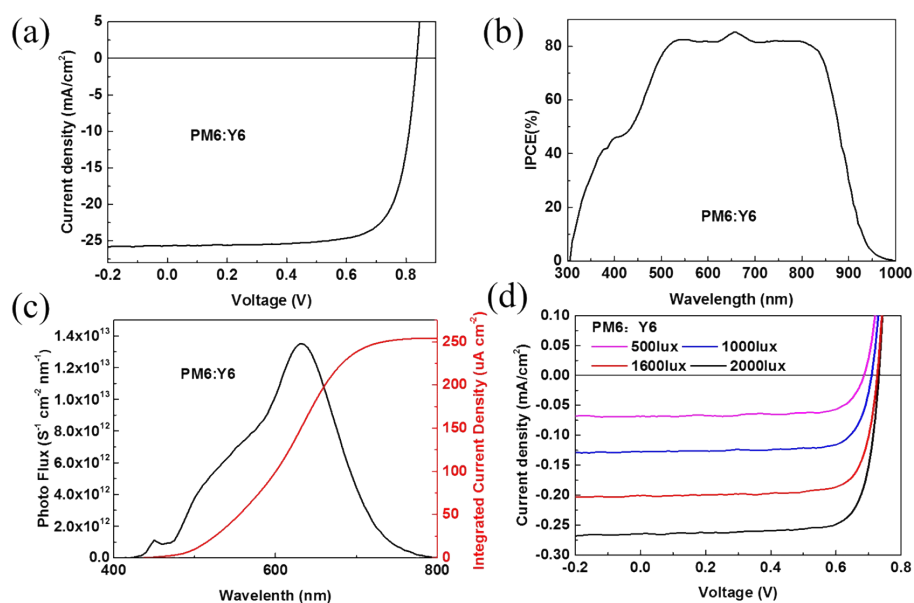 (a)
5
0
-5
-10
-15
-20
-25
Current density (mA/cm²)
PM6:Y6
-0.2 0.0 0.2 0.4 0.6 0.8
Voltage (V)
(b)
80
60
40
20
0
IPCE(%)
PM6:Y6
300 400 500 600 700 800 900 1000
Wavelength (nm)
(c)
1.4x10¹³
1.2x10¹³
1.0x10¹³
8.0x10¹²
6.0x10¹²
4.0x10¹²
2.0x10¹²
0.0
Photo Flux (S⁻¹ cm⁻² nm⁻¹)
PM6:Y6
250
200
150
100
50
0
Integrated Current Density (uA cm⁻²)
400 600 800
Wavelenth (nm)
(d)
0.10
0.05
0.00
-0.05
-0.10
-0.15
-0.20
-0.25
-0.30
Current density (mA/cm²)
PM6: Y6
500lux 1000lux
1600lux 2000lux
-0.2 0.0 0.2 0.4 0.6 0.8
Voltage (V)